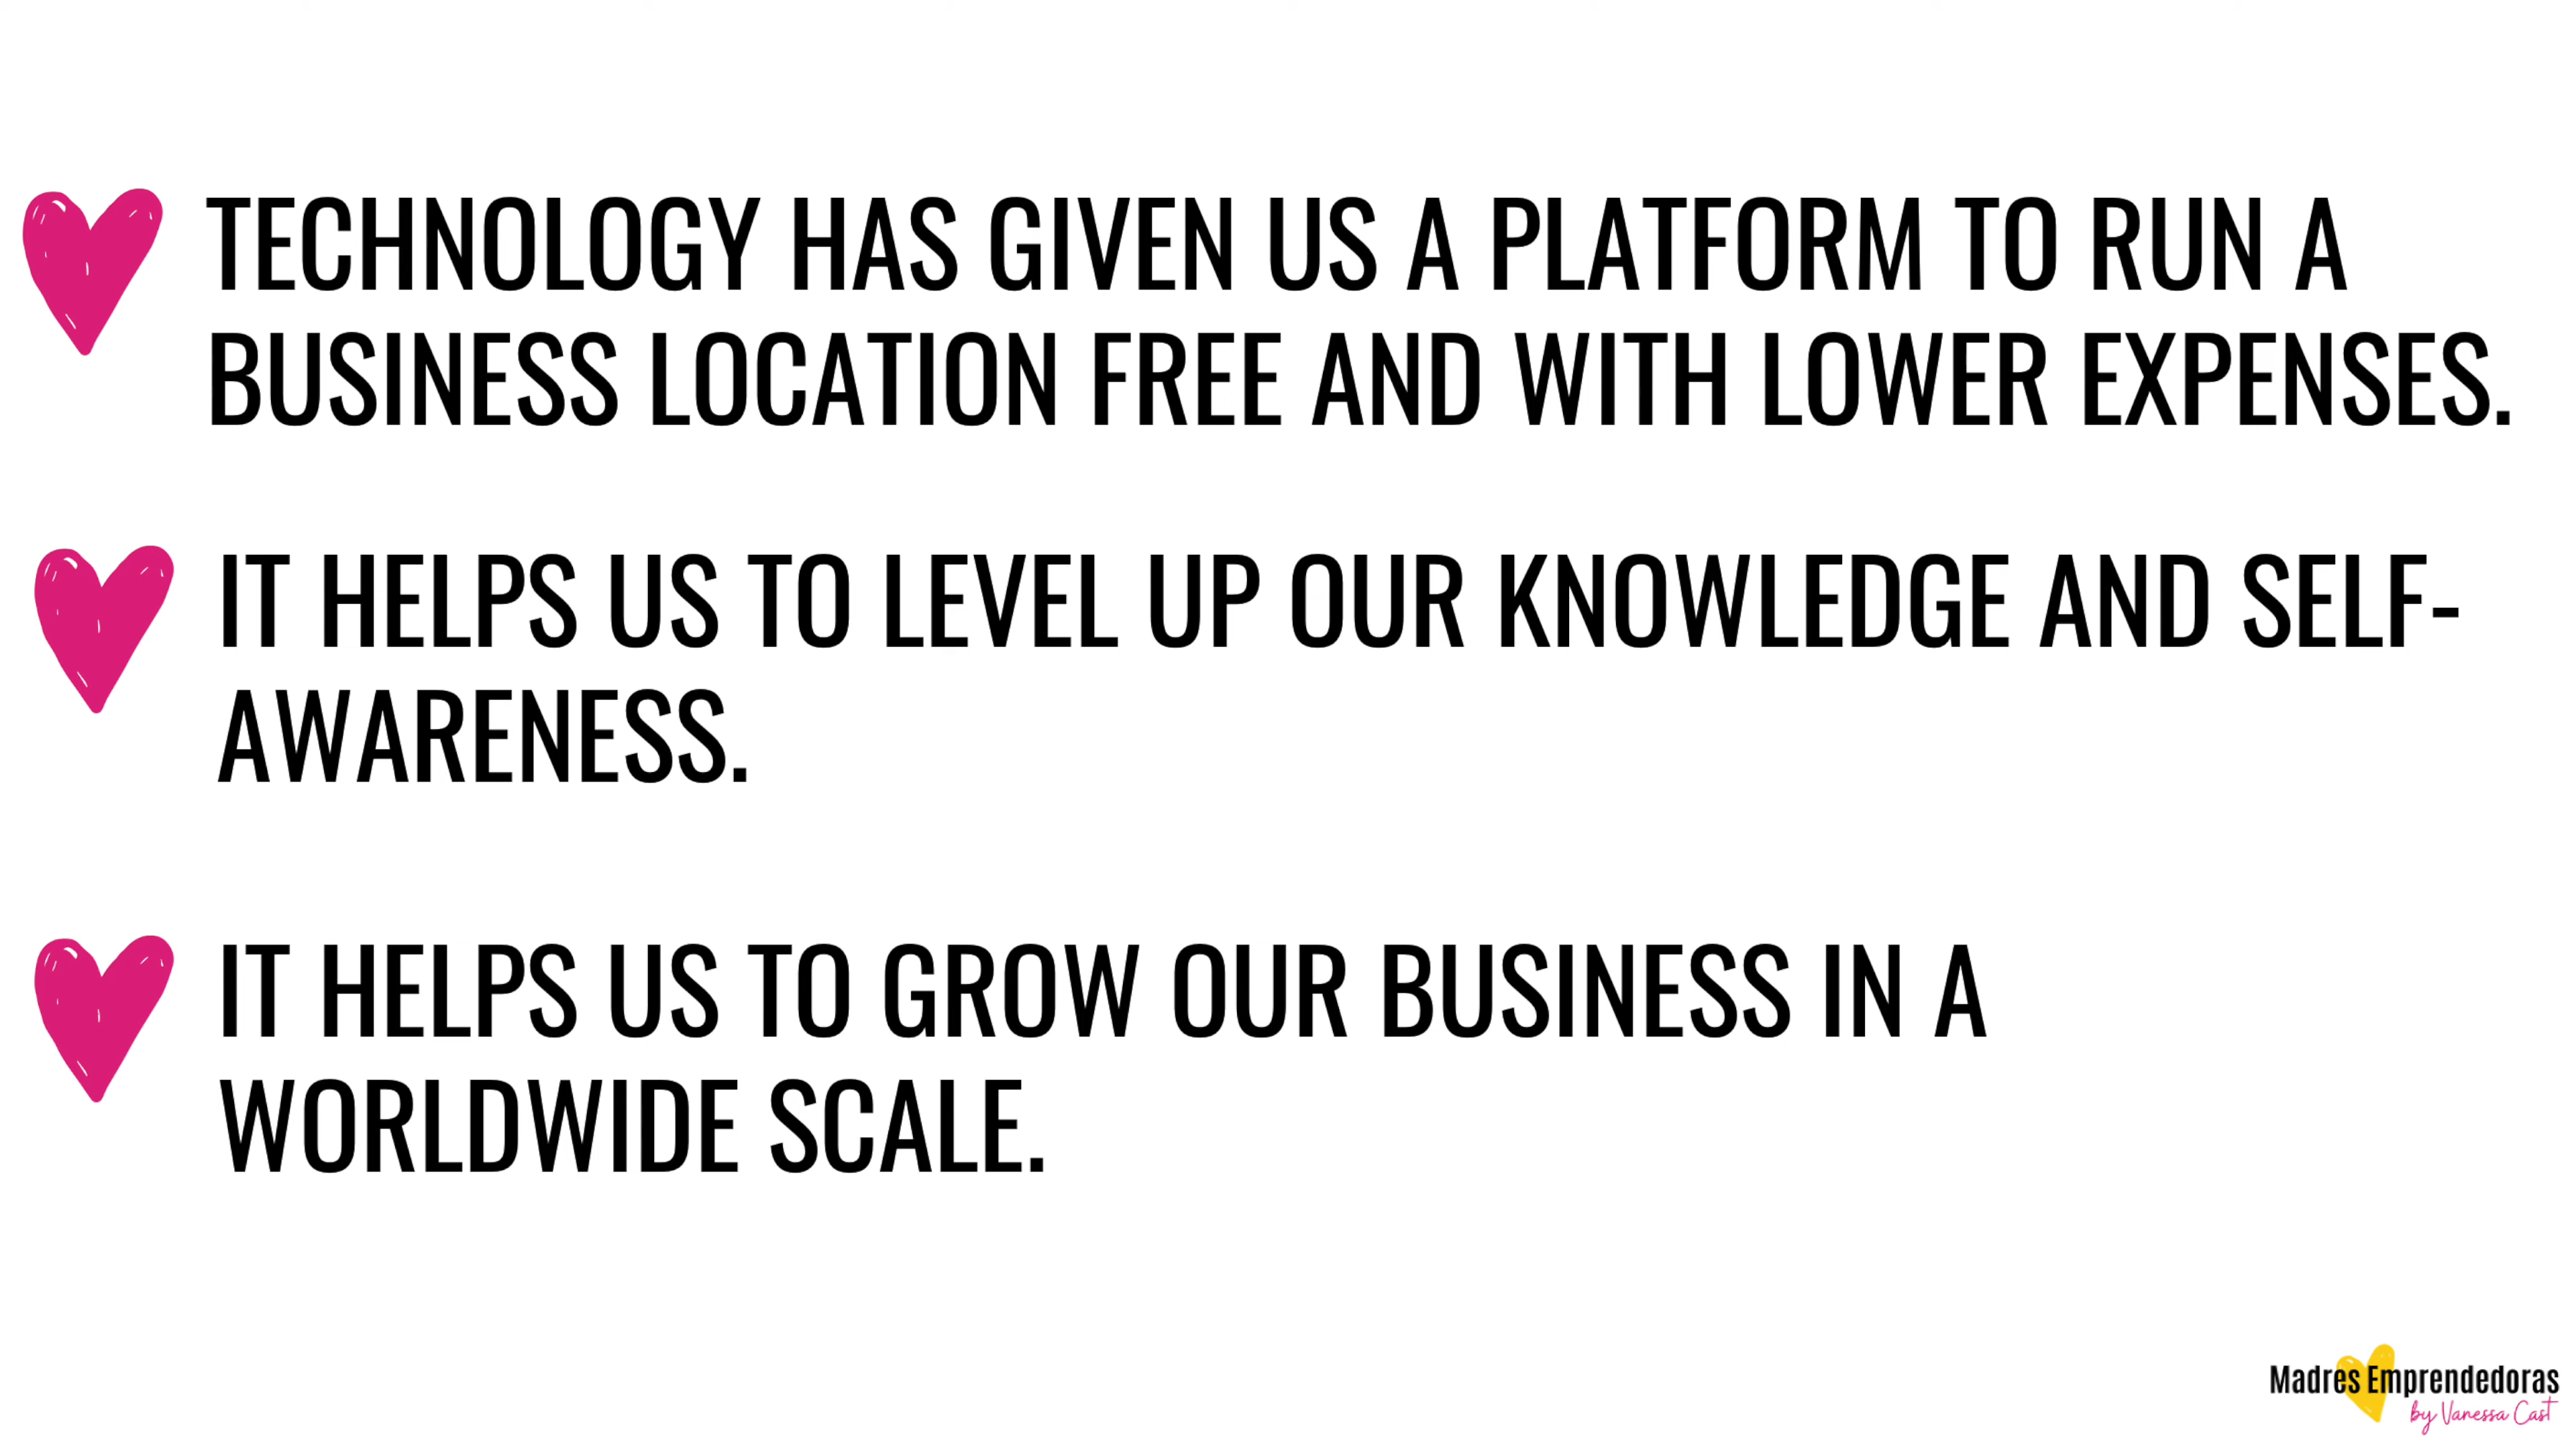 TECHNOLOGY HAS GIVEN US A PLATFORM TO RUN A
BUSINESS LOCATION FREE AND WITH LOWER EXPENSES.
IT HELPS US TO LEVEL UP OUR KNOWLEDGE AND SELF-
AWARENESS.
IT HELPS US TO GROW OUR BUSINESS IN A
WORLDWIDE SCALE.
Madres Emprendedoras
by Vanessa Cast